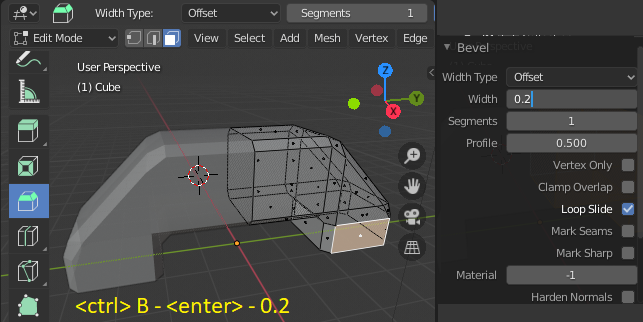 Width Type: Offset Segments 1
Edit Mode View Select Add Mesh Vertex Edge
User Perspective
(1) Cube
Z
Y
X
<ctrl> B - <enter> - 0.2
Bevel
Width Type Offset
Width 0.2
Segments 1
Profile 0.500
Vertex Only
Clamp Overlap
Loop Slide
Mark Seams
Mark Sharp
Material -1
Harden Normals